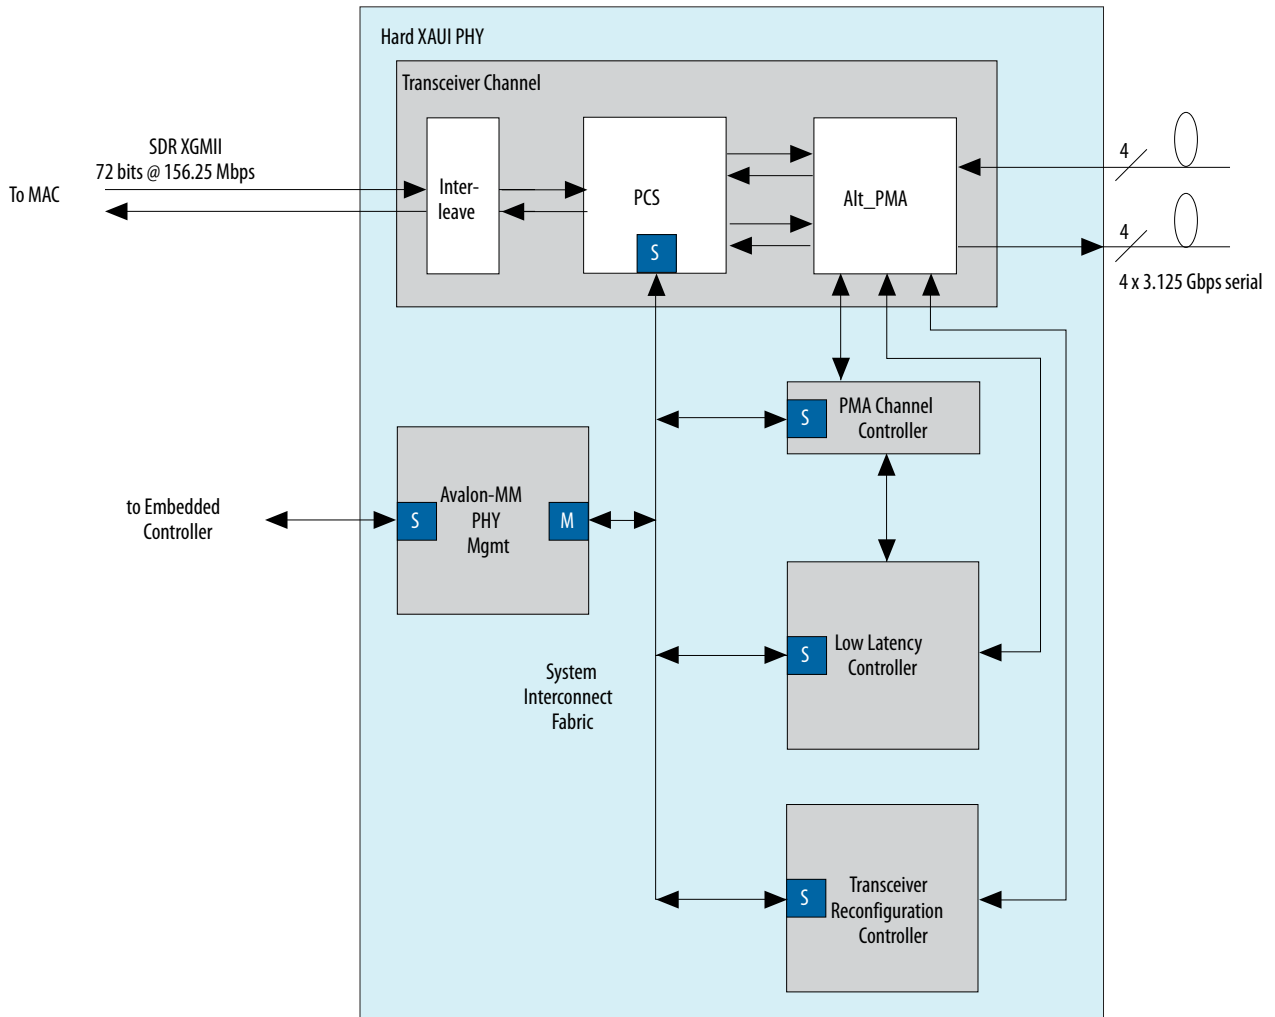 Hard XAUI PHY
Transceiver Channel
SDR XGMII
72 bits @ 156.25 Mbps
To MAC
Inter-
leave
PCS
S
Alt_PMA
4
4
4 x 3.125 Gbps serial
S
PMA Channel
Controller
to Embedded
Controller
S
Avalon-MM
PHY
Mgmt
M
System
Interconnect
Fabric
S
Low Latency
Controller
S
Transceiver
Reconfiguration
Controller